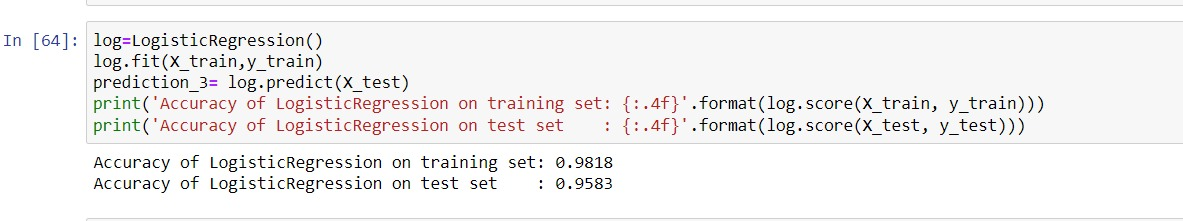 In [64]: log=LogisticRegression()
log.fit(X_train,y_train)
prediction_3= log.predict(X_test)
print('Accuracy of LogisticRegression on training set: {:.4f}'.format(log.score(X_train, y_train)))
print('Accuracy of LogisticRegression on test set    : {:.4f}'.format(log.score(X_test, y_test)))
Accuracy of LogisticRegression on training set: 0.9818
Accuracy of LogisticRegression on test set    : 0.9583